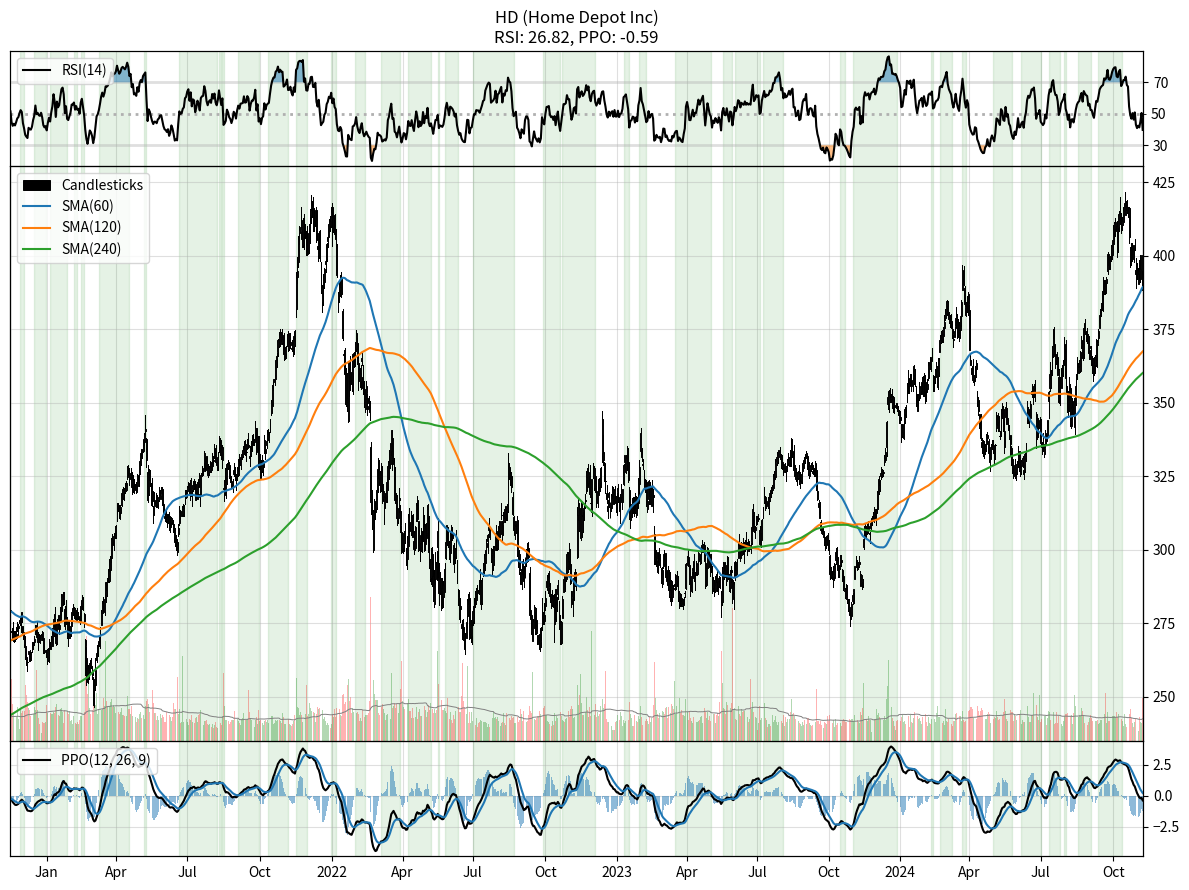 HD (Home Depot Inc)
RSI: 26.82, PPO: -0.59
RSI(14)
70
50
30
Candlesticks
SMA(60)
SMA(120)
SMA(240)
425
400
375
350
325
300
275
250
PPO(12, 26, 9)
2.5
0.0
−2.5
Jan Apr Jul Oct 2022 Apr Jul Oct 2023 Apr Jul Oct 2024 Apr Jul Oct